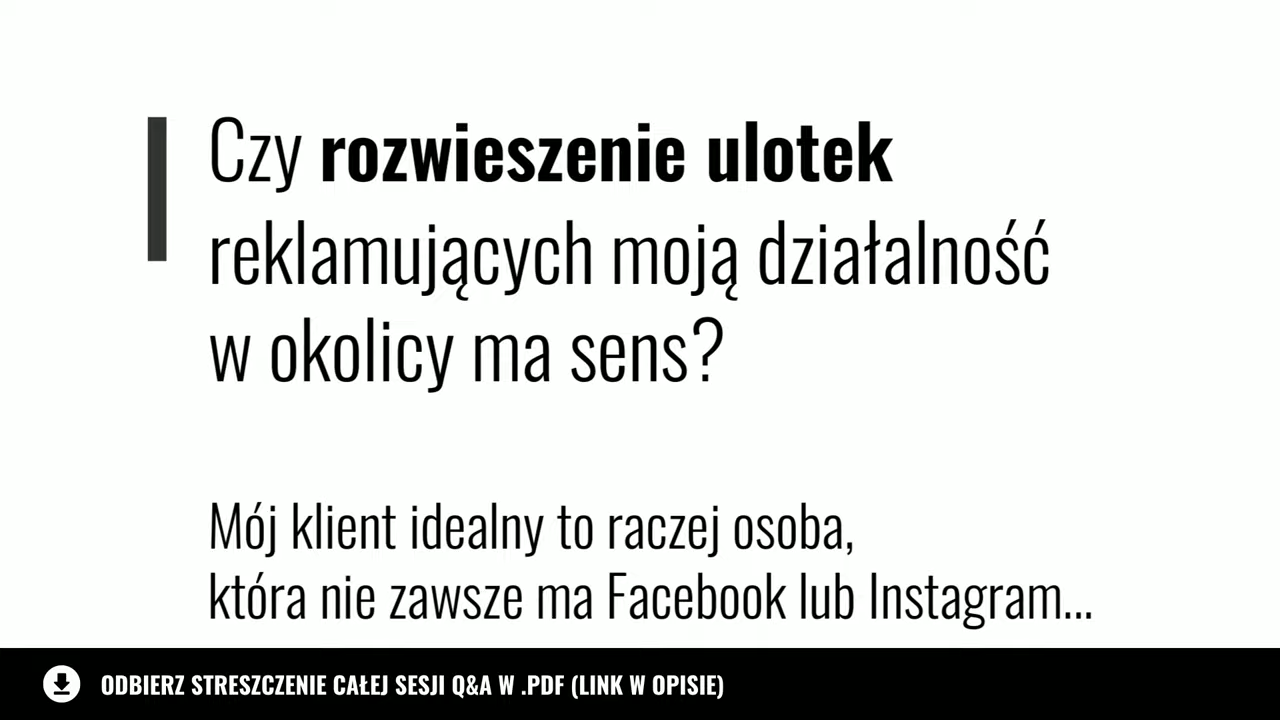 Czy rozwieszenie ulotek
reklamujących moją działalność
w okolicy ma sens?
Mój klient idealny to raczej osoba,
która nie zawsze ma Facebook lub Instagram...
ODBIERZ STRESZCZENIE CAŁEJ SESJI Q&A W .PDF (LINK W OPISIE)